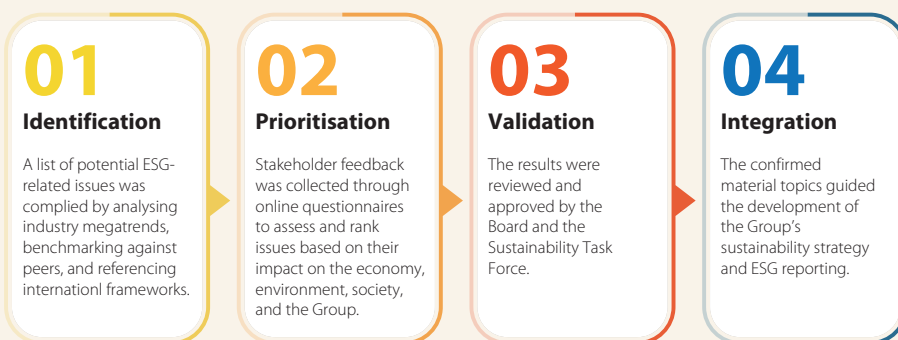 01
Identification
A list of potential ESG-
related issues was
complied by analysing
industry megatrends,
benchmarking against
peers, and referencing
internationl frameworks.
02
Prioritisation
Stakeholder feedback
was collected through
online questionnaires
to assess and rank
issues based on their
impact on the economy,
environment, society,
and the Group.
03
Validation
The results were
reviewed and
approved by the
Board and the
Sustainability Task
Force.
04
Integration
The confirmed
material topics guided
the development of
the Group’s
sustainability strategy
and ESG reporting.